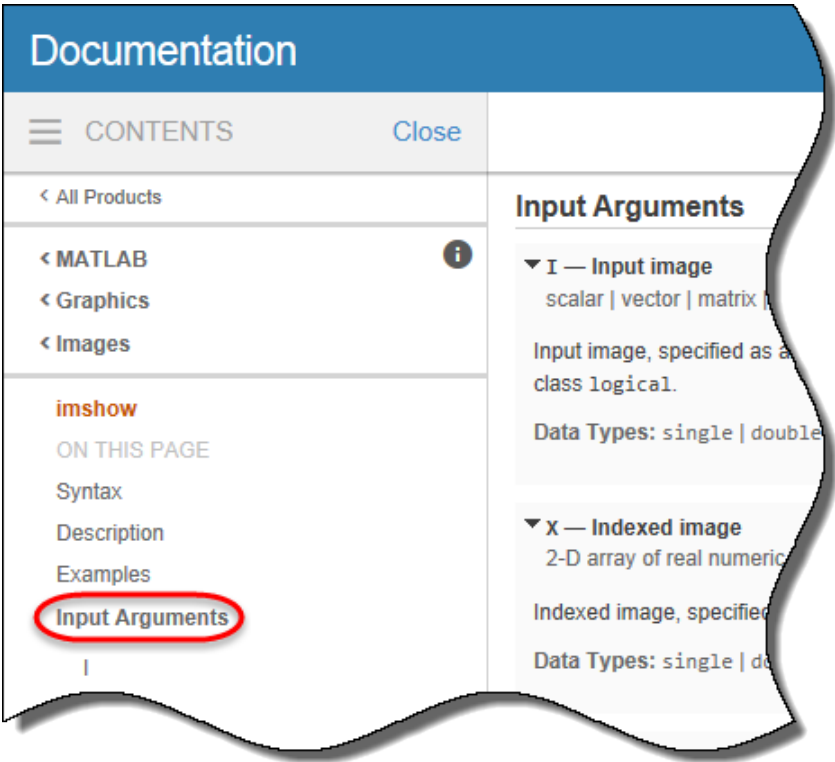 Documentation
CONTENTS
Close
< All Products
< MATLAB
< Graphics
< Images
imshow
ON THIS PAGE
Syntax
Description
Examples
Input Arguments
I
Input Arguments
I — Input image
scalar | vector | matrix |
Input image, specified as a
class logical.
Data Types: single | double
X — Indexed image
2-D array of real numeric
Indexed image, specified
Data Types: single |